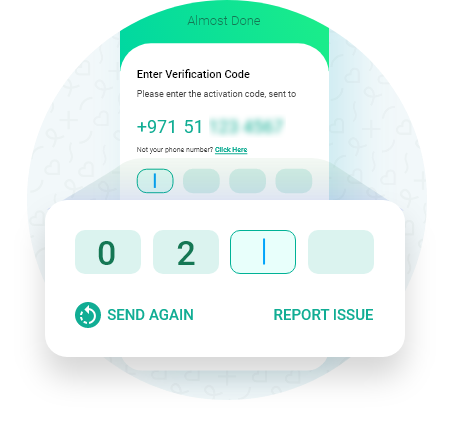 Almost Done
Enter Verification Code
Please enter the activation code, sent to
+971 51
Not your phone number? Click Here
0 2
SEND AGAIN
REPORT ISSUE